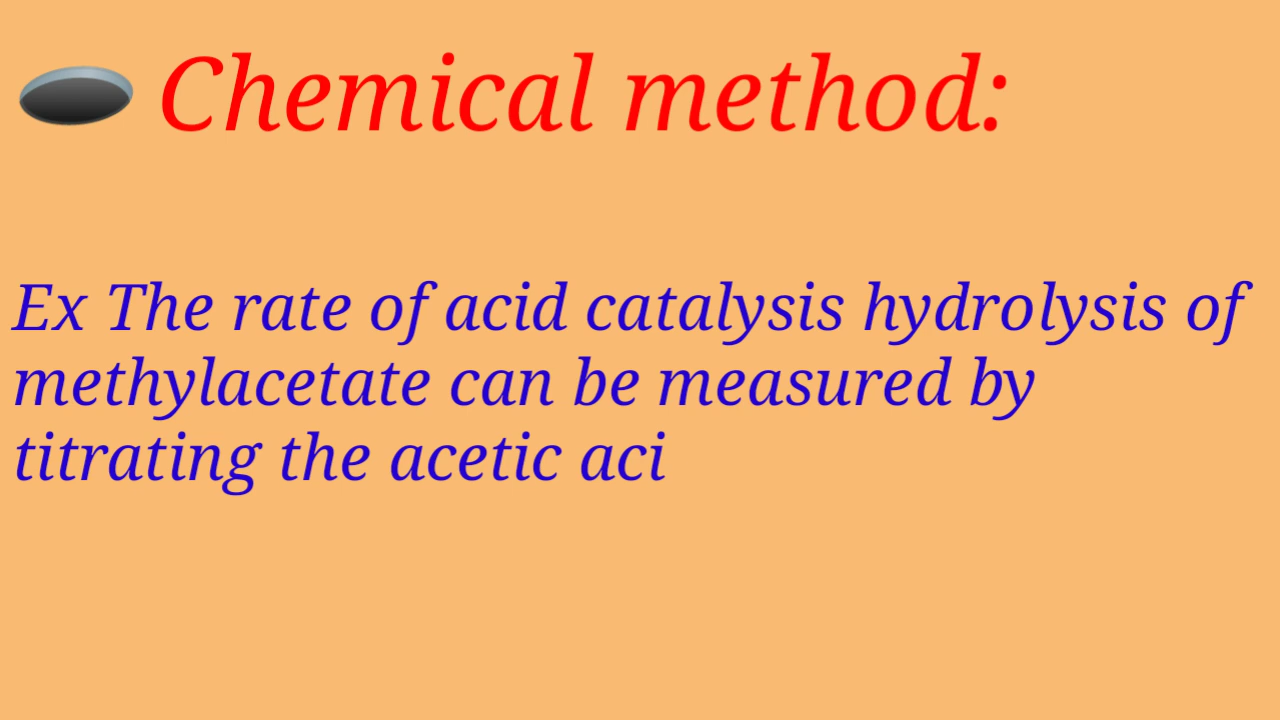 Chemical method:
Ex The rate of acid catalysis hydrolysis of
methylacetate can be measured by
titrating the acetic aci